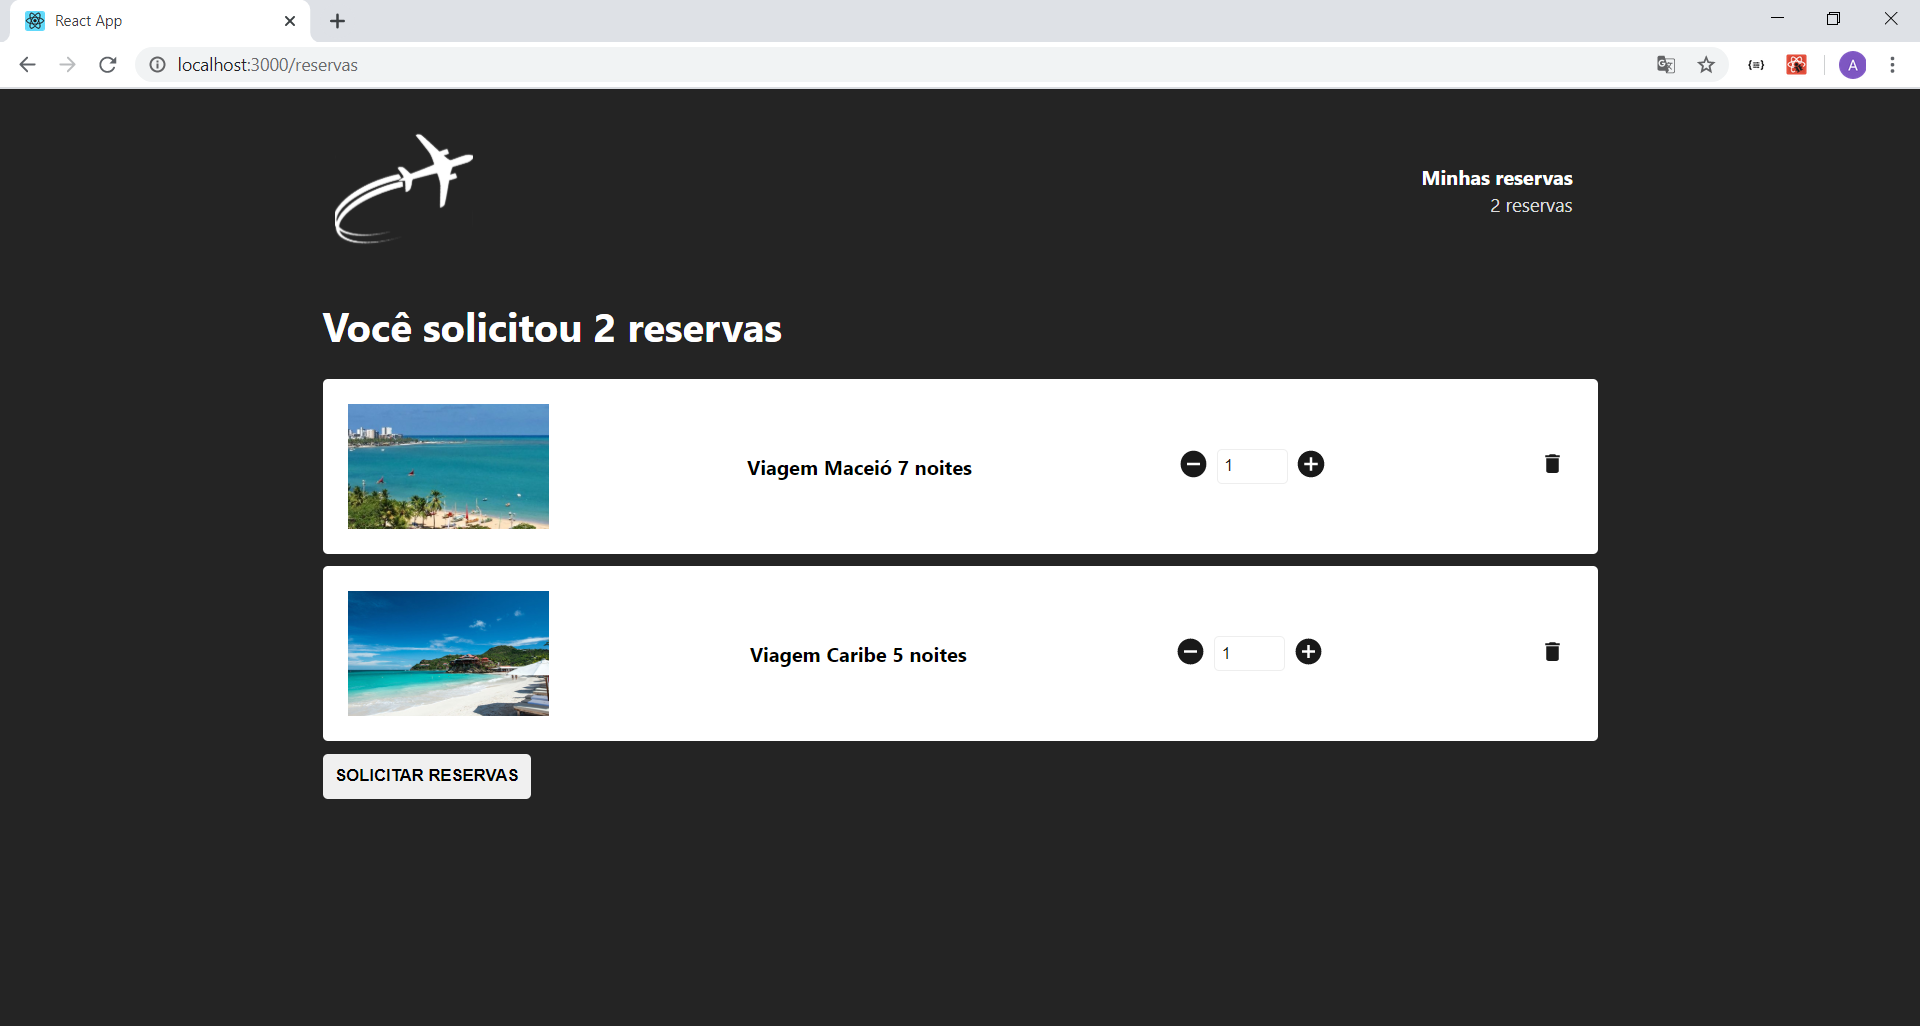 React App
localhost:3000/reservas
A
Minhas reservas
2 reservas
Você solicitou 2 reservas
Viagem Maceió 7 noites
1
Viagem Caribe 5 noites
1
SOLICITAR RESERVAS